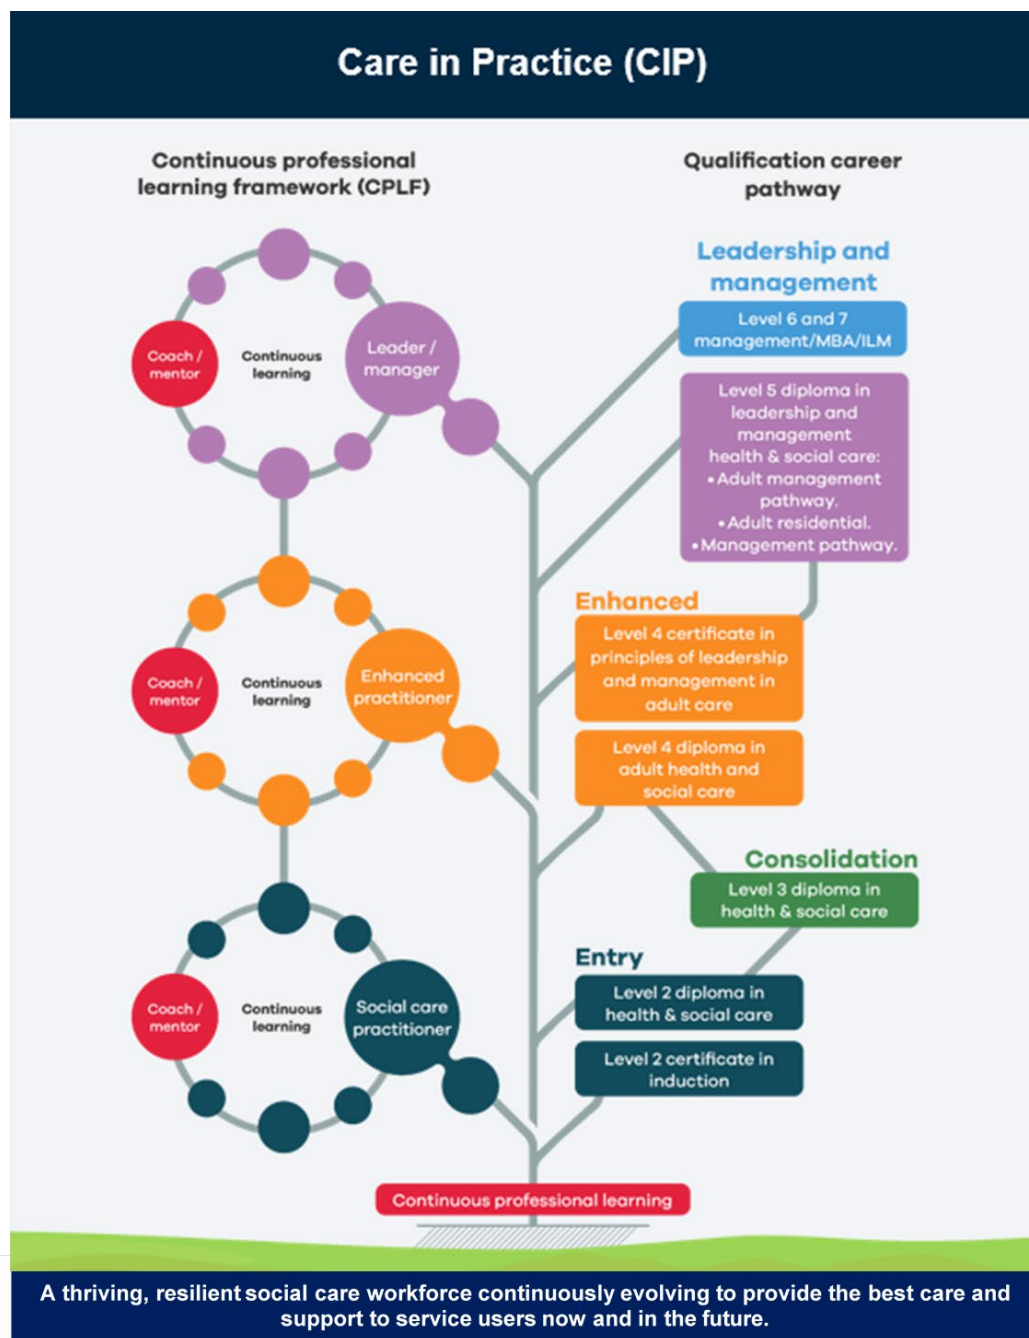 Care in Practice (CIP)
Continuous professional
learning framework (CPLF)
Qualification career
pathway
Leadership and
management
Level 6 and 7
management/MBA/ILM
Leader /
manager
Coach /
mentor
Continuous
learning
Level 5 diploma in
leadership and
management
health & social care:
• Adult management
pathway.
• Adult residential.
• Management pathway.
Enhanced
Level 4 certificate in
principles of leadership
and management in
adult care
Enhanced
practitioner
Coach /
mentor
Continuous
learning
Level 4 diploma in
adult health and
social care
Consolidation
Level 3 diploma in
health & social care
Entry
Level 2 diploma in
health & social care
Social care
practitioner
Coach /
mentor
Continuous
learning
Level 2 certificate in
induction
Continuous professional learning
A thriving, resilient social care workforce continuously evolving to provide the best care and
support to service users now and in the future.